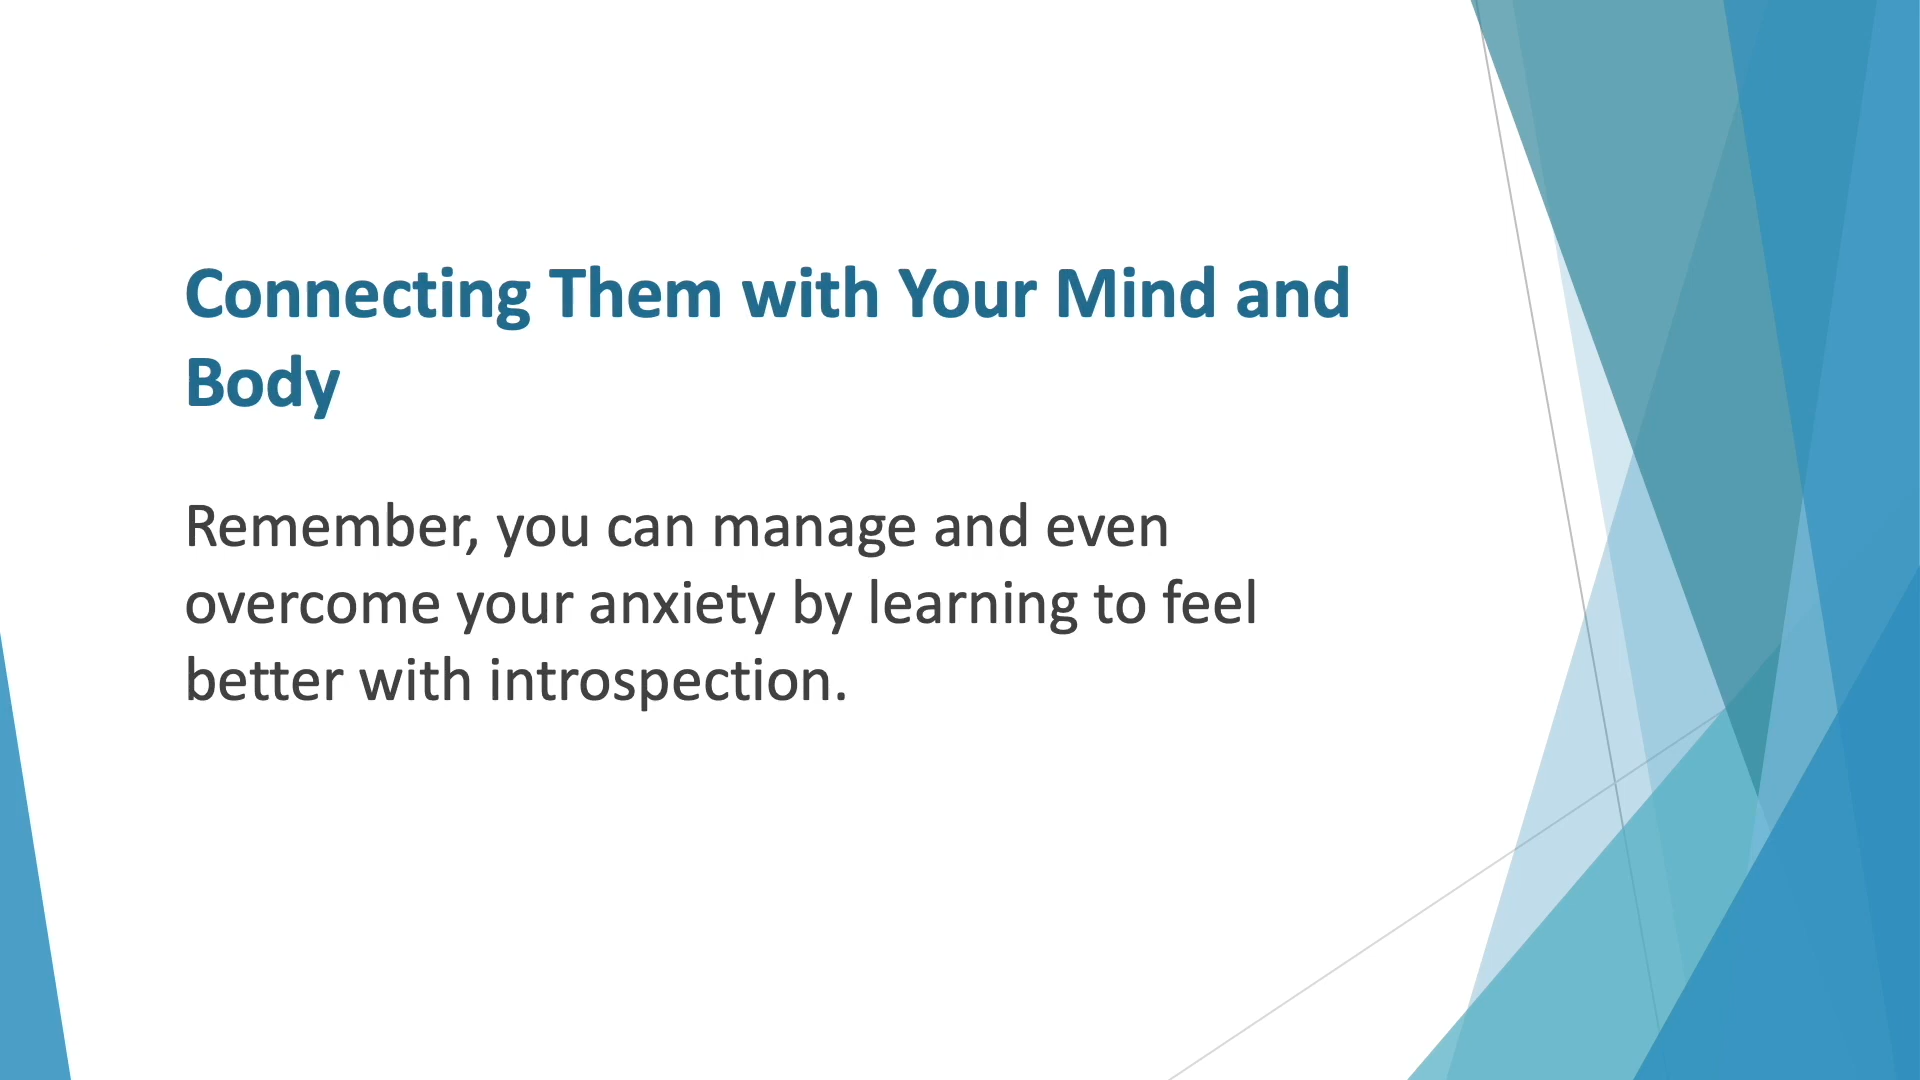 Connecting Them with Your Mind and
Body
Remember, you can manage and even
overcome your anxiety by learning to feel
better with introspection.